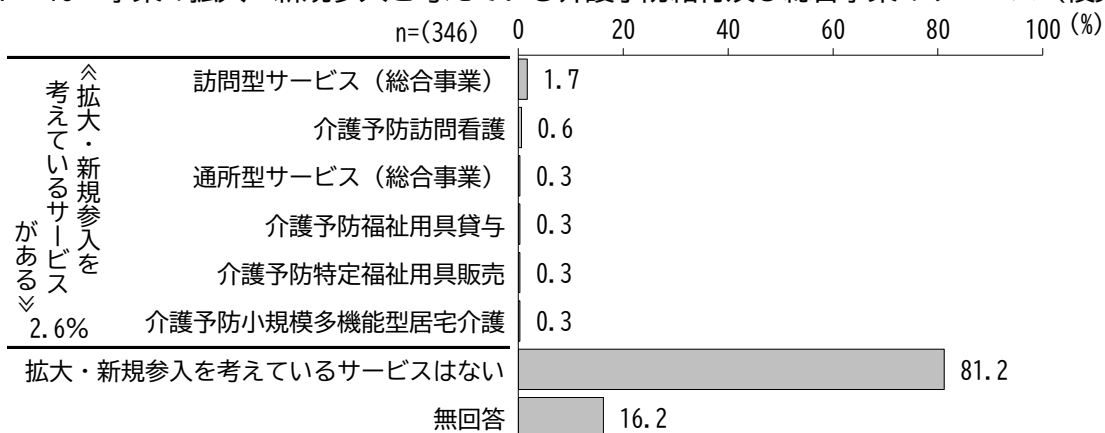 n=(346)
0 20 40 60 80 100 (%)
≪拡大・新規参入を
考えているサービス
がある≫
2.6%
訪問型サービス（総合事業） 1.7
介護予防訪問看護 0.6
通所型サービス（総合事業） 0.3
介護予防福祉用具貸与 0.3
介護予防特定福祉用具販売 0.3
介護予防小規模多機能型居宅介護 0.3
拡大・新規参入を考えているサービスはない 81.2
無回答 16.2